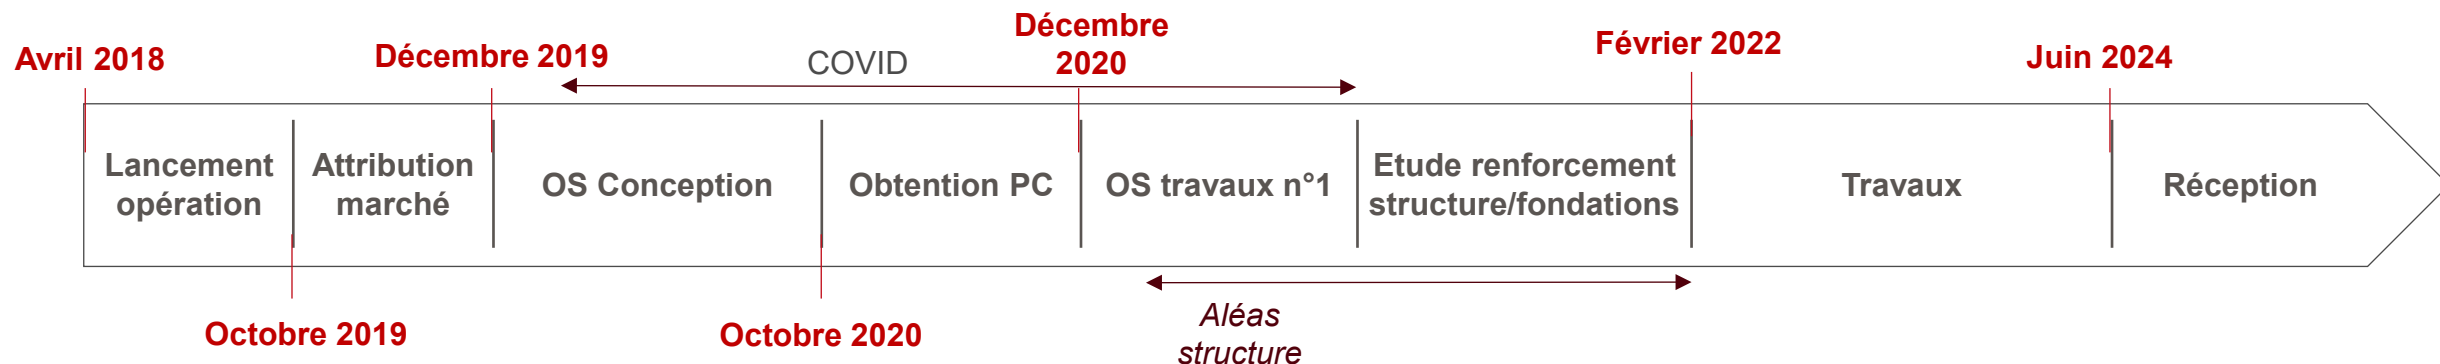 Avril 2018
Décembre 2019
COVID
Décembre
2020
Février 2022
Juin 2024
Lancement
opération
Attribution
marché
OS Conception
Obtention PC
OS travaux n°1
Etude renforcement
structure/fondations
Travaux
Réception
Octobre 2019
Octobre 2020
Aléas
structure